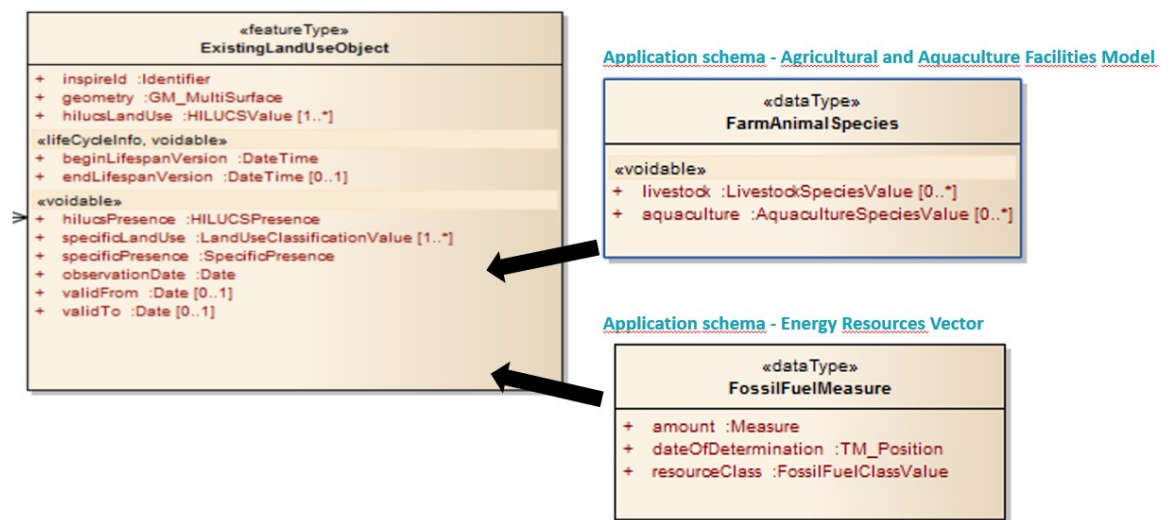 «featureType»
ExistingLandUseObject
+ inspireId :Identifier
+ geometry :GM_MultiSurface
+ hilucsLandUse :HILUCSValue [1..*]
«lifeCycleInfo, voidable»
+ beginLifespanVersion :DateTime
+ endLifespanVersion :DateTime [0..1]
«voidable»
+ hilucsPresence :HILUCSPresence
+ specificLandUse :LandUseClassificationValue [1..*]
+ specificPresence :SpecificPresence
+ observationDate :Date
+ validFrom :Date [0..1]
+ validTo :Date [0..1]
Application schema - Agricultural and Aquaculture Facilities Model
«dataType»
FarmAnimalSpecies
«voidable»
+ livestock :LivestockSpeciesValue [0..*]
+ aquaculture :AquacultureSpeciesValue [0..*]
Application schema - Energy Resources Vector
«dataType»
FossilFuelMeasure
+ amount :Measure
+ dateOfDetermination :TM_Position
+ resourceClass :FossilFuelClassValue